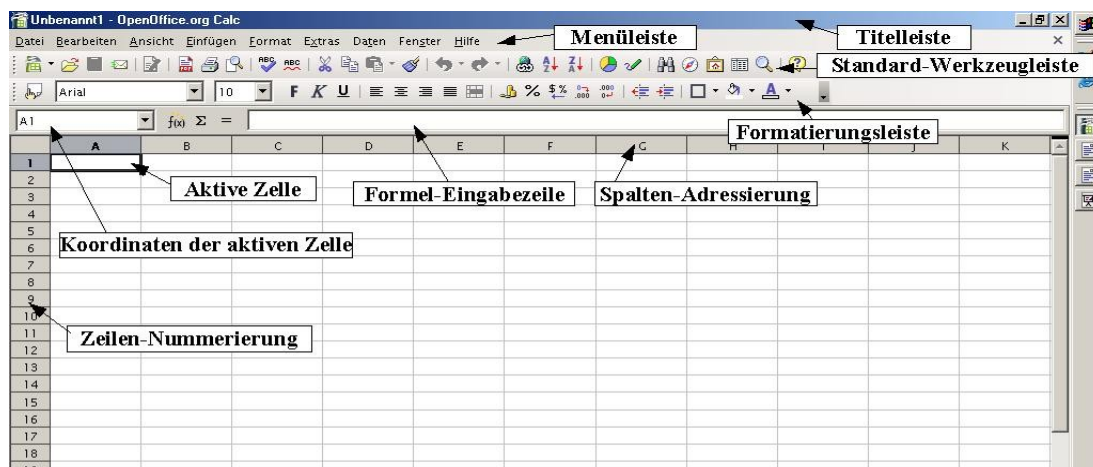 Unbenannt1 - OpenOffice.org Calc
Titelleiste
Datei Bearbeiten Ansicht Einfügen Format Extras Daten Fenster Hilfe
Menüleiste
Standard-Werkzeugleiste
Arial 10 F K U
Formatierungsleiste
A1 f(x) Σ =
A B C D E F G H I J K
1
Aktive Zelle
Formel-Eingabezeile
Spalten-Adressierung
2
3
4
5
Koordinaten der aktiven Zelle
6
7
8
9
10
11
Zeilen-Nummerierung
12
13
14
15
16
17
18